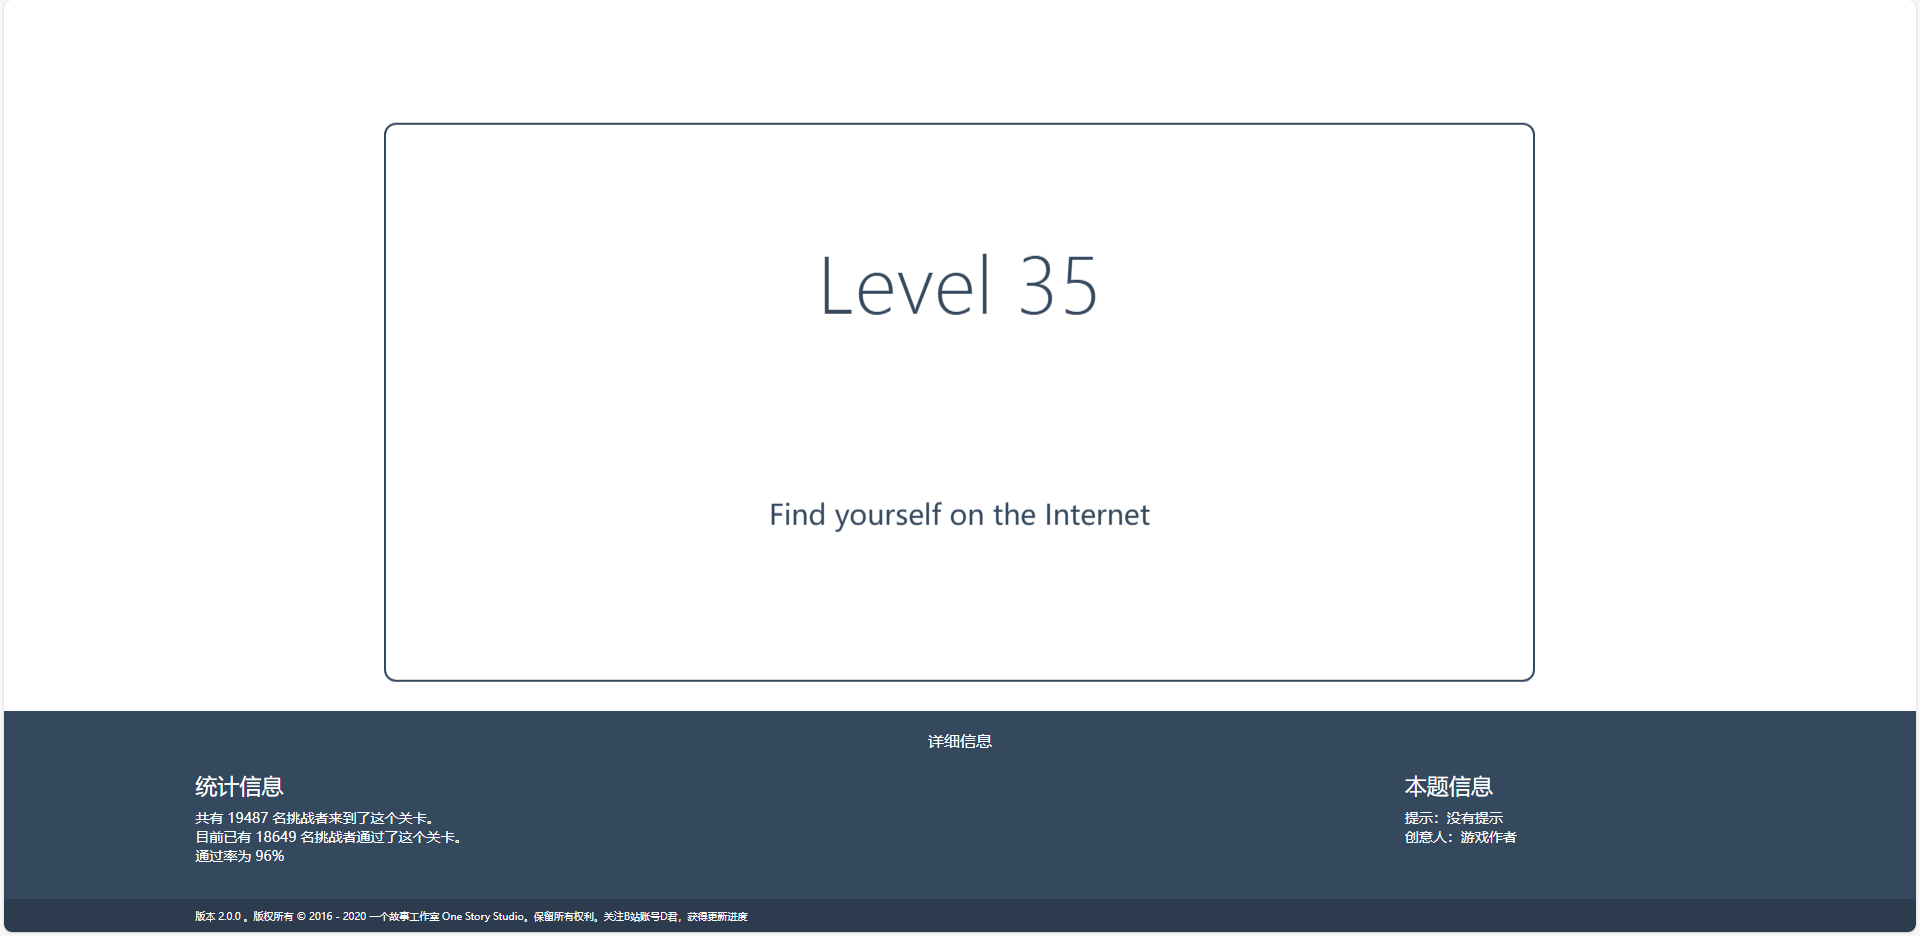 Level 35
Find yourself on the Internet
详细信息
统计信息
共有 19487 名挑战者来到了这个关卡。
目前已有 18649 名挑战者通过了这个关卡。
通过率为 96%
本题信息
提示：没有提示
创意人：游戏作者
版本 2.0.0 。版权所有 © 2016 - 2020 一个故事工作室 One Story Studio。保留所有权利。关注B站账号D君，获得更新进度